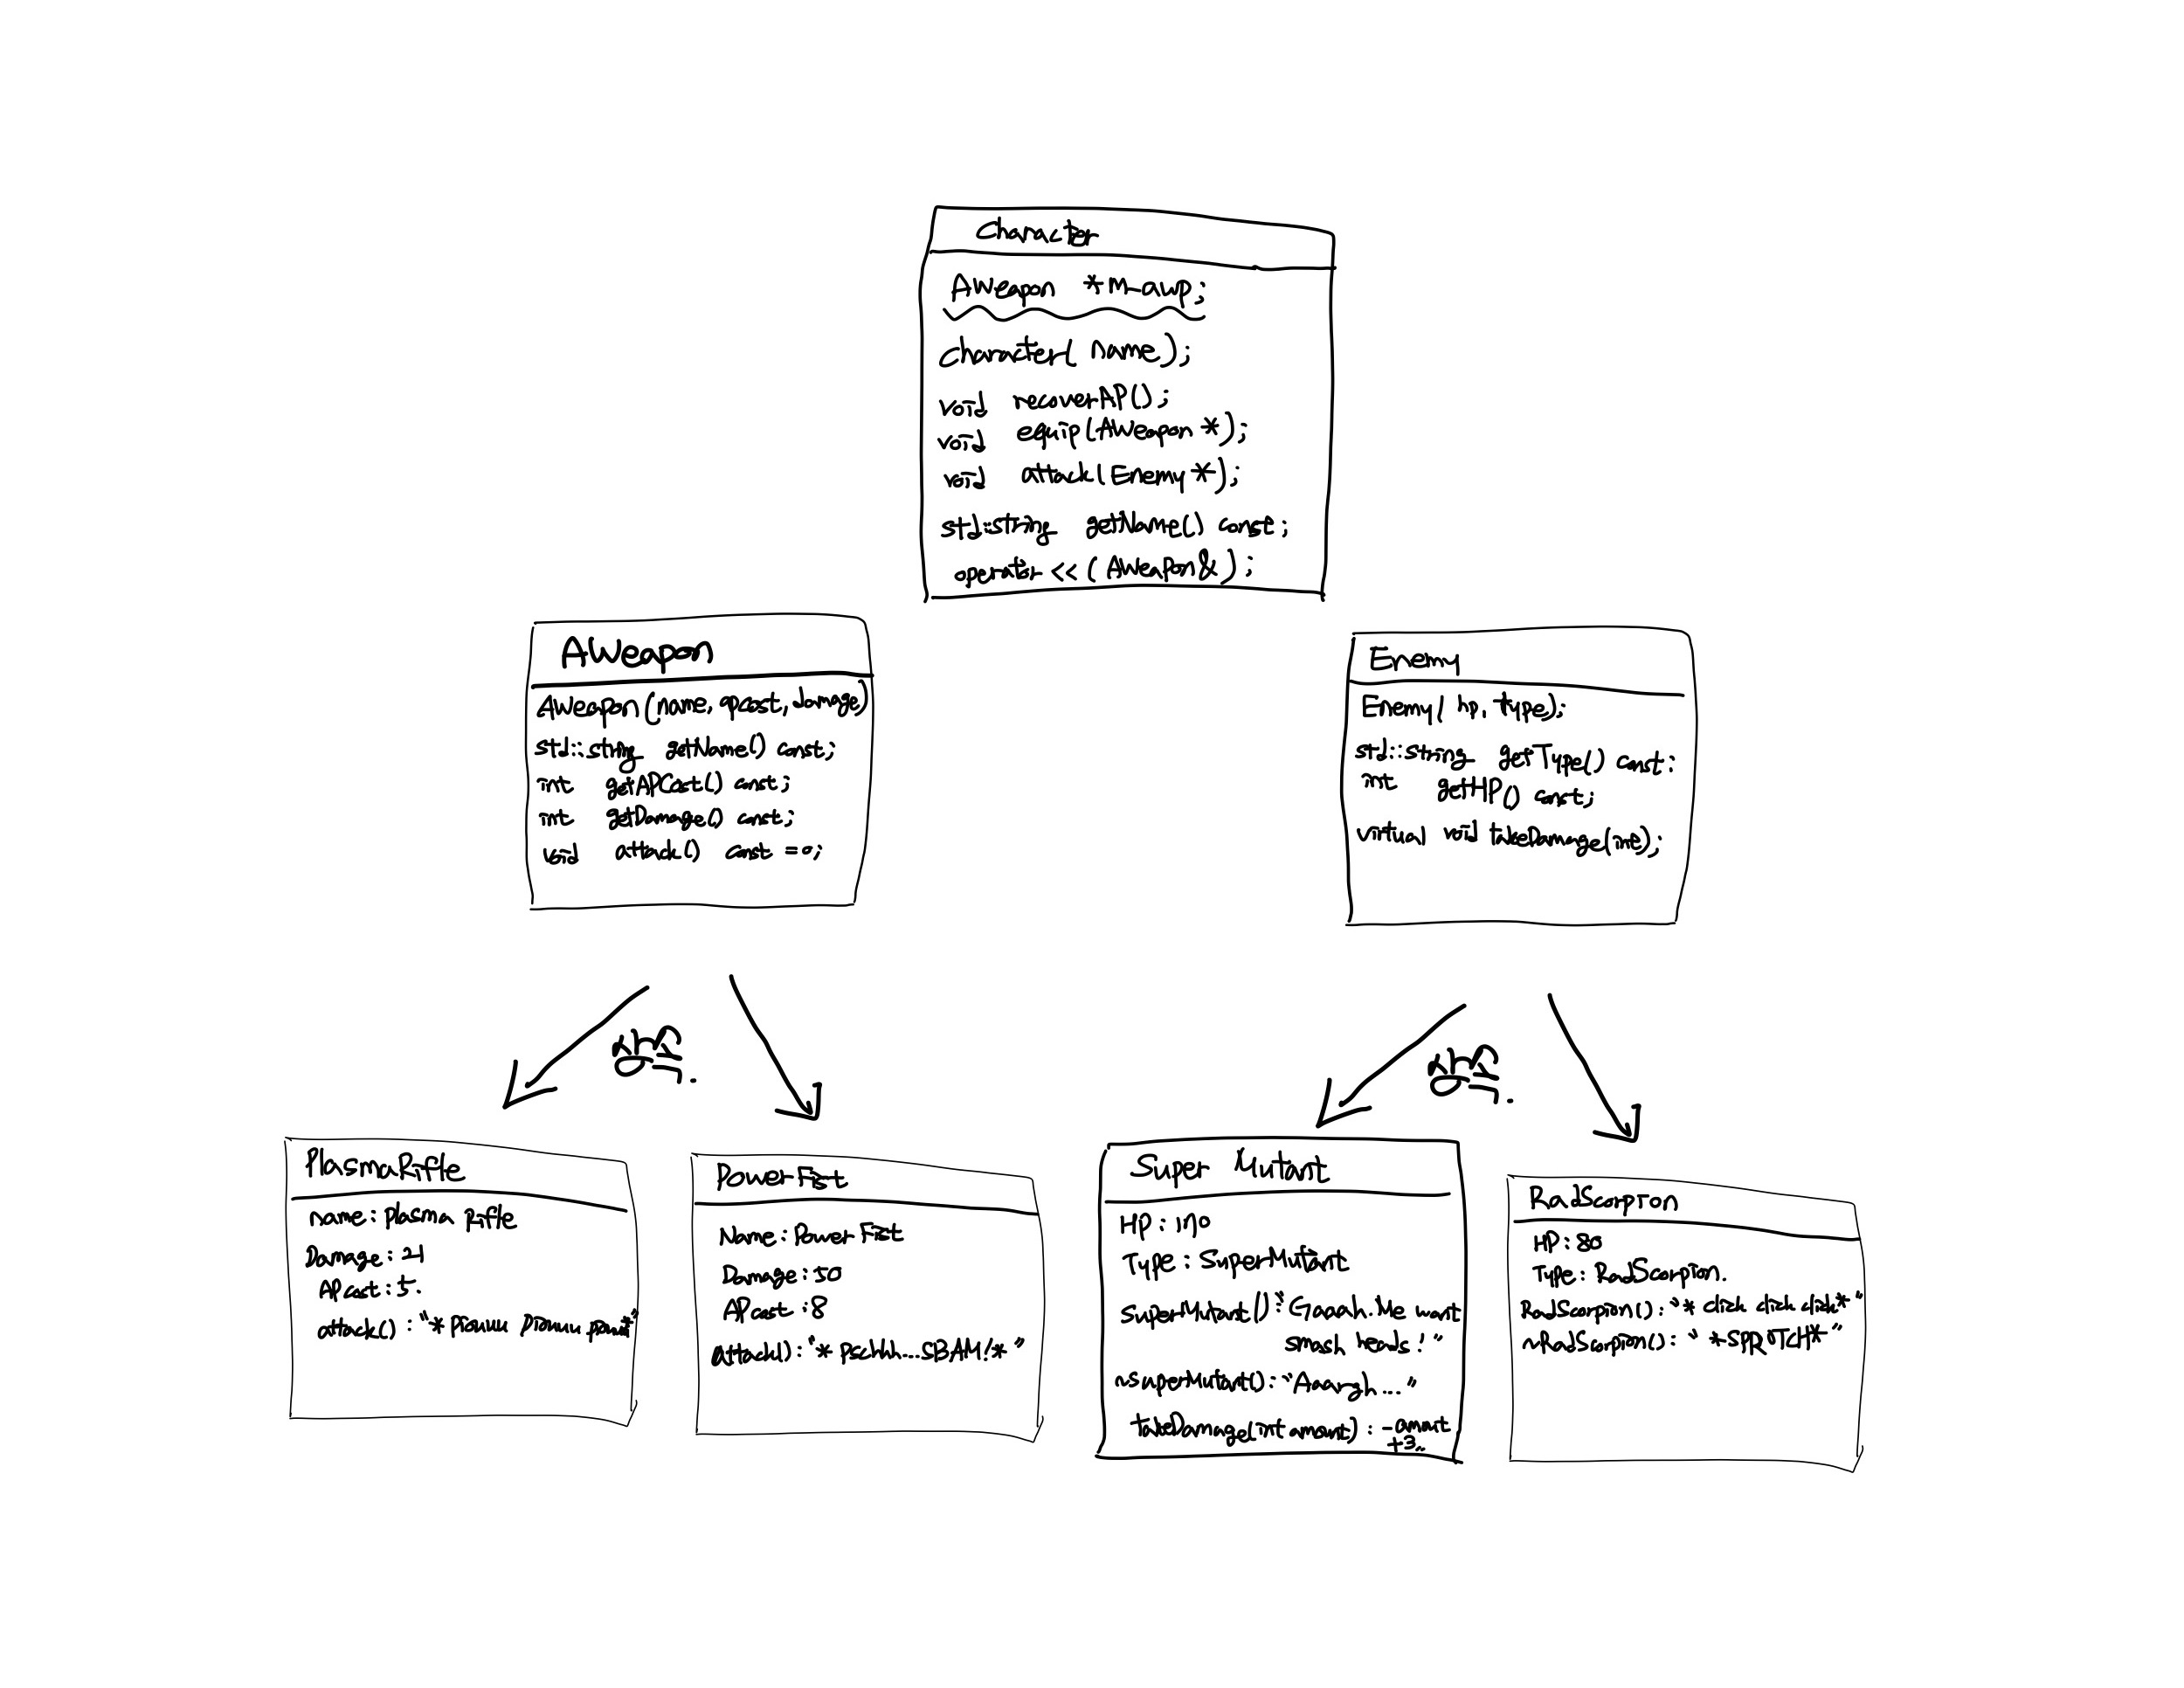 Character
AWeapon *m_awp;
Character( name);
void recoverAP();
void equip(AWeapon *);
void attack(Enemy *);
std::string getName() const;
operator << ( AWeapon& );
AWeapon
AWeapon(name, apcost, damage)
std::string getName() const;
int getAPCost() const;
int getDamage() const;
void attack() const =0;
Enemy
Enemy( hp, type);
std::string getType() const;
int getHP() const;
virtual void takeDamage(int);
상속.
상속.
PlasmaRifle
name: plasma Rifle
Damage: 21
AP cost: 5.
attack() : "* piouuu piouuu piouuu *"
PowerFist
Name: Power Fist
Damage: 50
AP cost: 8
attack() : "* pschhh...SBAM! *"
Super Mutant
HP: 170
Type: SuperMutant
SuperMutant(): "Gaaah. Me want
smash heads! "
~SuperMutant(): "Aaargh... "
takeDamage(int amount) : -amount
+3..
RadScorpion
HP: 80
Type: RadScorpion.
RadScorpion() : "* click click click*"
~RadScorpion() : " *SPROTCH* "